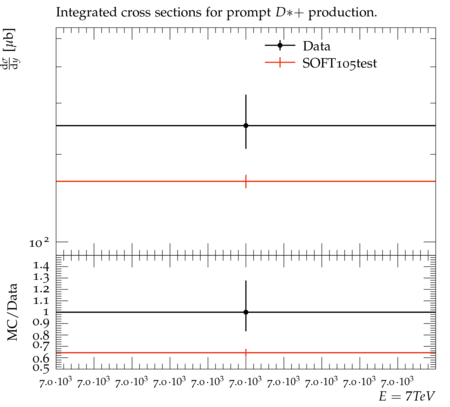 Integrated cross sections for prompt D∗+ production.
dσ/dy [μb]
Data
SOFT105test
10²
MC/Data
1.4
1.3
1.2
1.1
1
0.9
0.8
0.7
0.6
0.5
7.0·10³ 7.0·10³ 7.0·10³ 7.0·10³ 7.0·10³ 7.0·10³ 7.0·10³ 7.0·10³ 7.0·10³ 7.0·10³
E = 7TeV